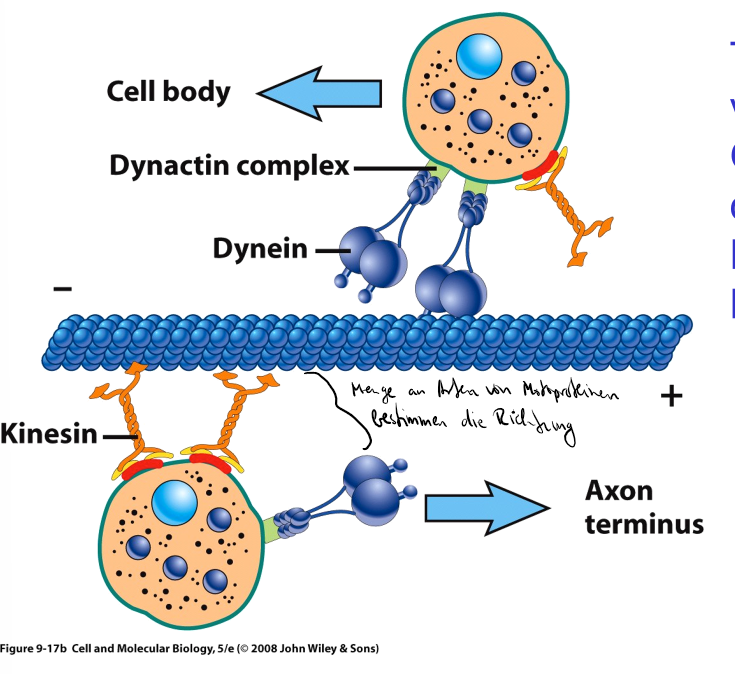 Cell body
Dynactin complex
Dynein
−
+
Menge an Arten von Motoproteinen
bestimmen die Richtung
Kinesin
Axon
terminus
Figure 9-17b Cell and Molecular Biology, 5/e (© 2008 John Wiley & Sons)